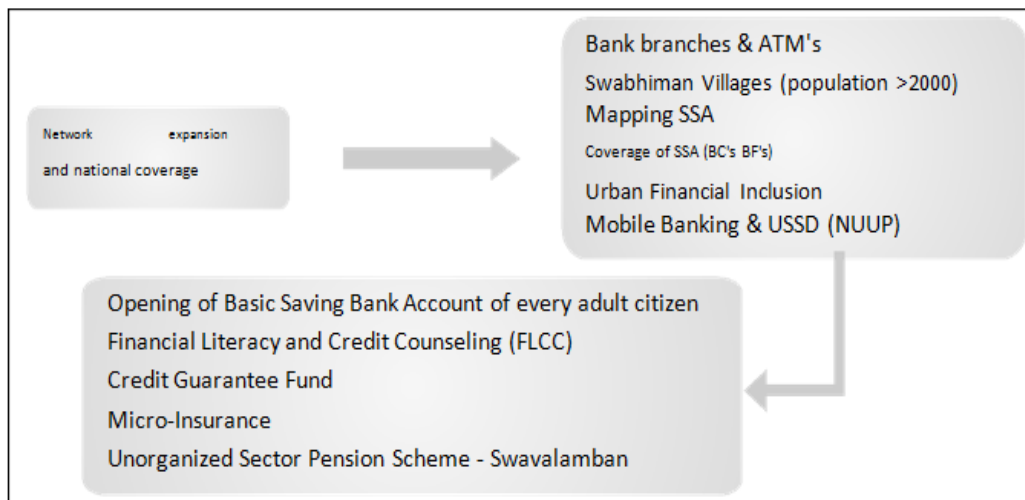 Network expansion
and national coverage
Bank branches & ATM's
Swabhiman Villages (population >2000)
Mapping SSA
Coverage of SSA (BC's BF's)
Urban Financial Inclusion
Mobile Banking & USSD (NUUP)
Opening of Basic Saving Bank Account of every adult citizen
Financial Literacy and Credit Counseling (FLCC)
Credit Guarantee Fund
Micro-Insurance
Unorganized Sector Pension Scheme - Swavalamban